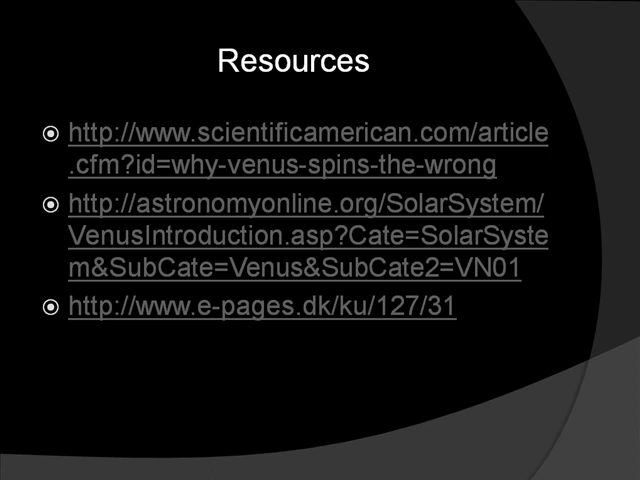 Resources
http://www.scientificamerican.com/article
.cfm?id=why-venus-spins-the-wrong
http://astronomyonline.org/SolarSystem/
VenusIntroduction.asp?Cate=SolarSyste
m&SubCate=Venus&SubCate2=VN01
http://www.e-pages.dk/ku/127/31